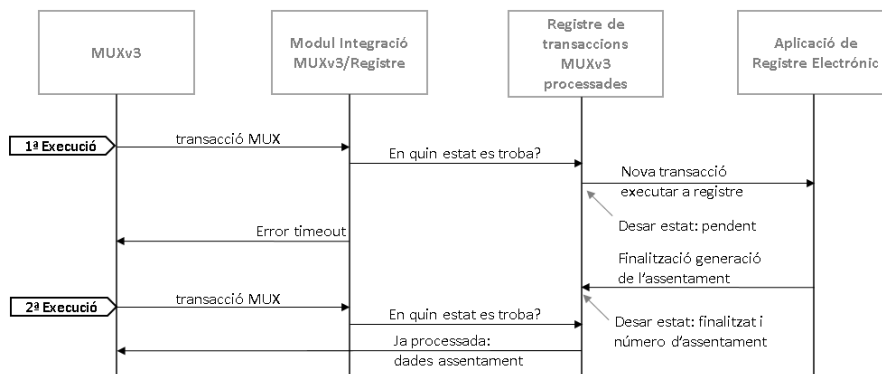 MUXv3
Modul Integració
MUXv3/Registre
Registre de
transaccions
MUXv3
processades
Aplicació de
Registre Electrónic
1ª Execució
transacció MUX
En quin estat es troba?
Nova transacció
executar a registre
Desar estat: pendent
Error timeout
Finalització generació
de l'assentament
2ª Execució
transacció MUX
En quin estat es troba?
Desar estat: finalitzat i
número d'assentament
Ja processada:
dades assentament